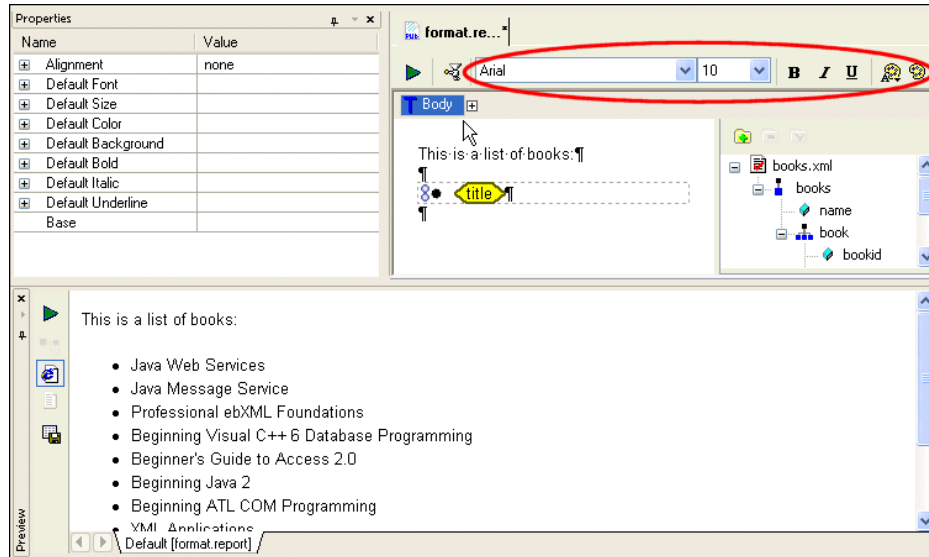 Properties
Name Value
Alignment none
Default Font
Default Size
Default Color
Default Background
Default Bold
Default Italic
Default Underline
Base
format.re...*
Arial 10 B I U
T Body
This is a list of books:¶
¶
title ¶
¶
books.xml
books
name
book
bookid
This is a list of books:
Java Web Services
Java Message Service
Professional ebXML Foundations
Beginning Visual C++ 6 Database Programming
Beginner's Guide to Access 2.0
Beginning Java 2
Beginning ATL COM Programming
XML Applications
Preview
Default [format.report]